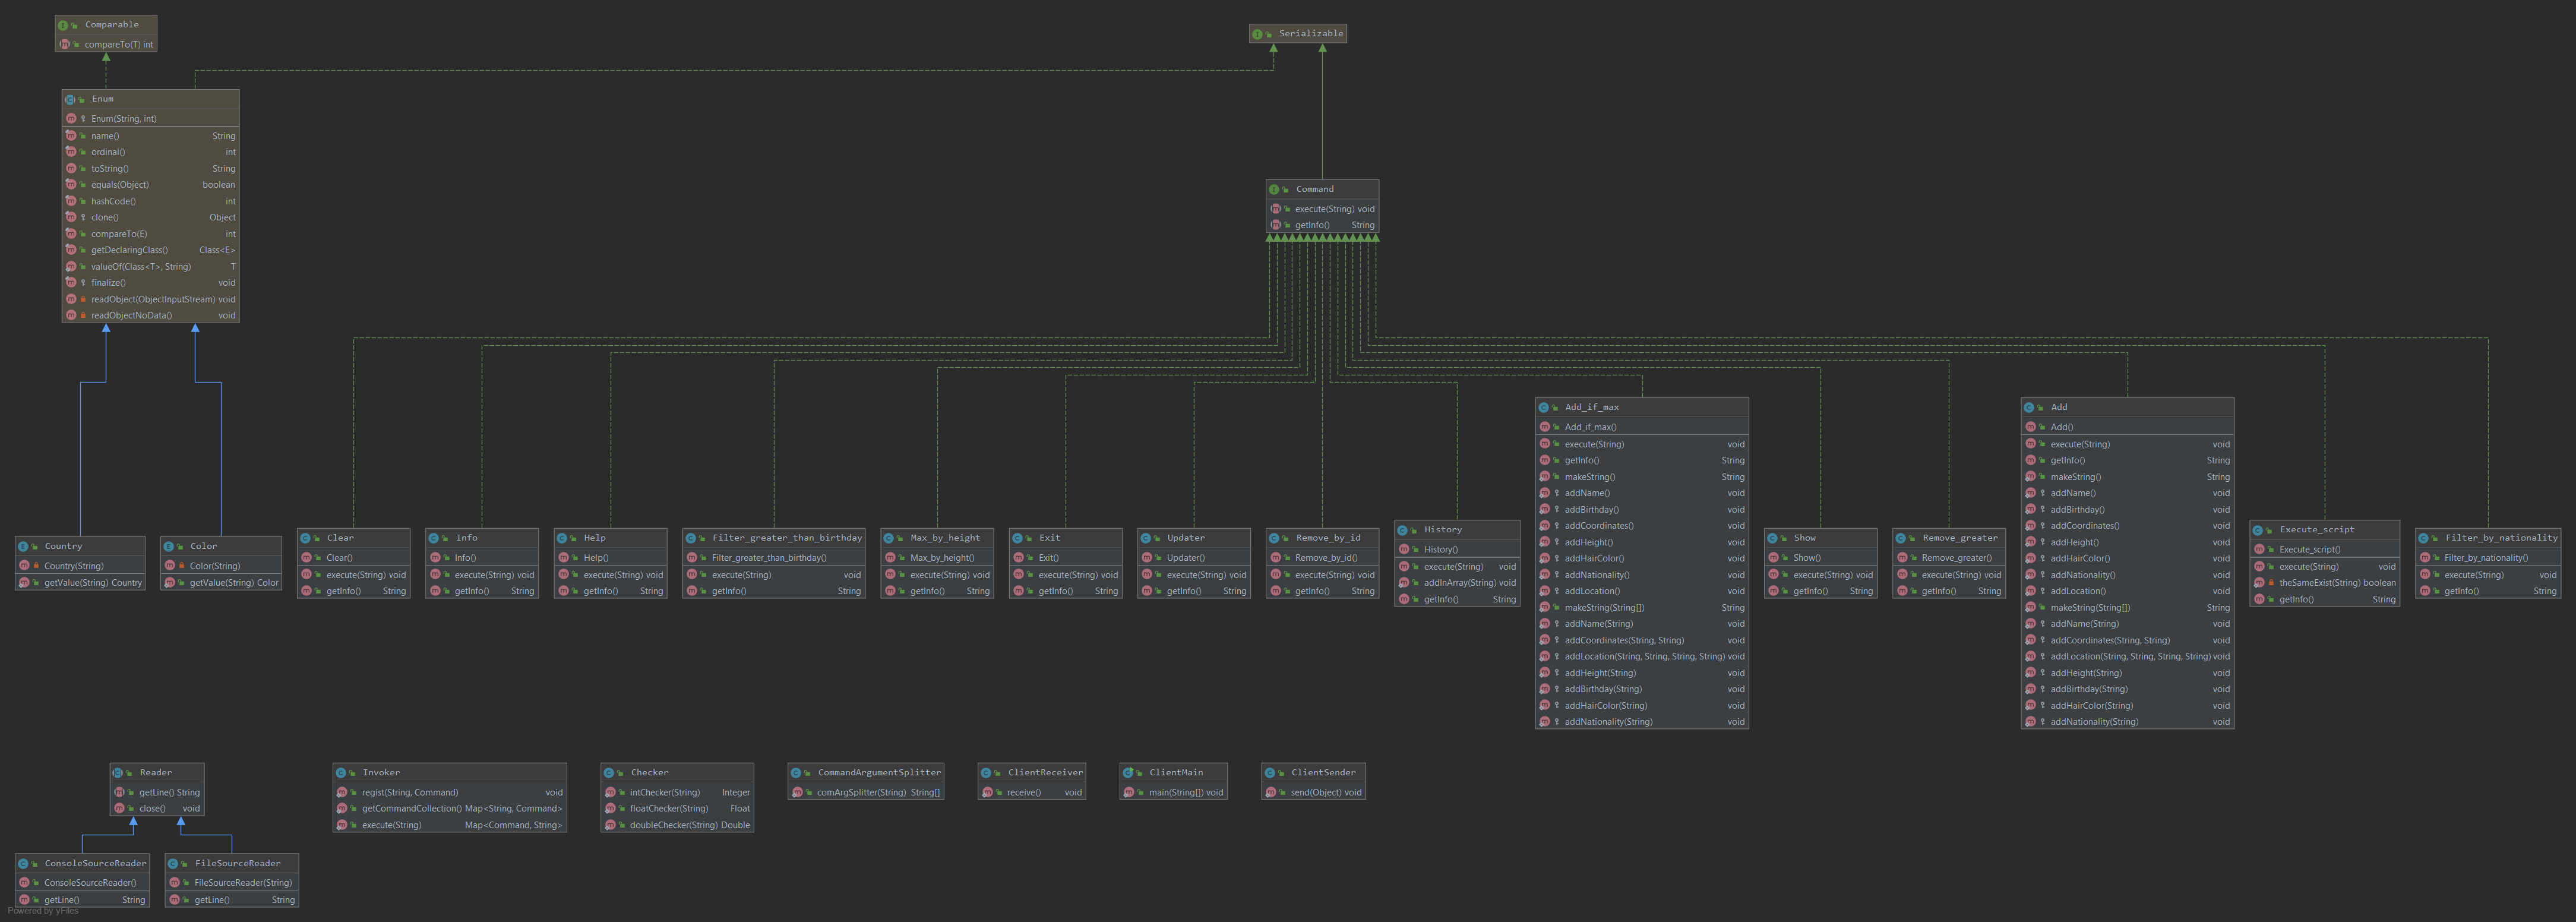 Comparable
compareTo(T) int
Serializable
Enum
Enum(String, int)
name() String
ordinal() int
toString() String
equals(Object) boolean
hashCode() int
clone() Object
compareTo(E) int
getDeclaringClass() Class<E>
valueOf(Class<T>, String) T
finalize() void
readObject(ObjectInputStream) void
readObjectNoData() void
Command
execute(String) void
getInfo() String
Country
Country(String)
getValue(String) Country
Color
Color(String)
getValue(String) Color
Clear
Clear()
execute(String) void
getInfo() String
Info
Info()
execute(String) void
getInfo() String
Help
Help()
execute(String) void
getInfo() String
Filter_greater_than_birthday
Filter_greater_than_birthday()
execute(String) void
getInfo() String
Max_by_height
Max_by_height()
execute(String) void
getInfo() String
Exit
Exit()
execute(String) void
getInfo() String
Updater
Updater()
execute(String) void
getInfo() String
Remove_by_id
Remove_by_id()
execute(String) void
getInfo() String
History
History()
execute(String) void
addInArray(String) void
getInfo() String
Add_if_max
Add_if_max()
execute(String) void
getInfo() String
makeString() String
addName() void
addBirthday() void
addCoordinates() void
addHeight() void
addHairColor() void
addNationality() void
addLocation() void
makeString(String[]) String
addName(String) void
addCoordinates(String, String) void
addLocation(String, String, String, String) void
addHeight(String) void
addBirthday(String) void
addHairColor(String) void
addNationality(String) void
Show
Show()
execute(String) void
getInfo() String
Remove_greater
Remove_greater()
execute(String) void
getInfo() String
Add
Add()
execute(String) void
getInfo() String
makeString() String
addName() void
addBirthday() void
addCoordinates() void
addHeight() void
addHairColor() void
addNationality() void
addLocation() void
makeString(String[]) String
addName(String) void
addCoordinates(String, String) void
addLocation(String, String, String, String) void
addHeight(String) void
addBirthday(String) void
addHairColor(String) void
addNationality(String) void
Execute_script
Execute_script()
execute(String) void
theSameExist(String) boolean
getInfo() String
Filter_by_nationality
Filter_by_nationality()
execute(String) void
getInfo() String
Reader
getLine() String
close() void
Invoker
regist(String, Command) void
getCommandCollection() Map<String, Command>
execute(String) Map<Command, String>
Checker
intChecker(String) Integer
floatChecker(String) Float
doubleChecker(String) Double
CommandArgumentSplitter
comArgSplitter(String) String[]
ClientReceiver
receive() void
ClientMain
main(String[]) void
ClientSender
send(Object) void
ConsoleSourceReader
ConsoleSourceReader()
getLine() String
FileSourceReader
FileSourceReader(String)
getLine() String
Powered by yFiles